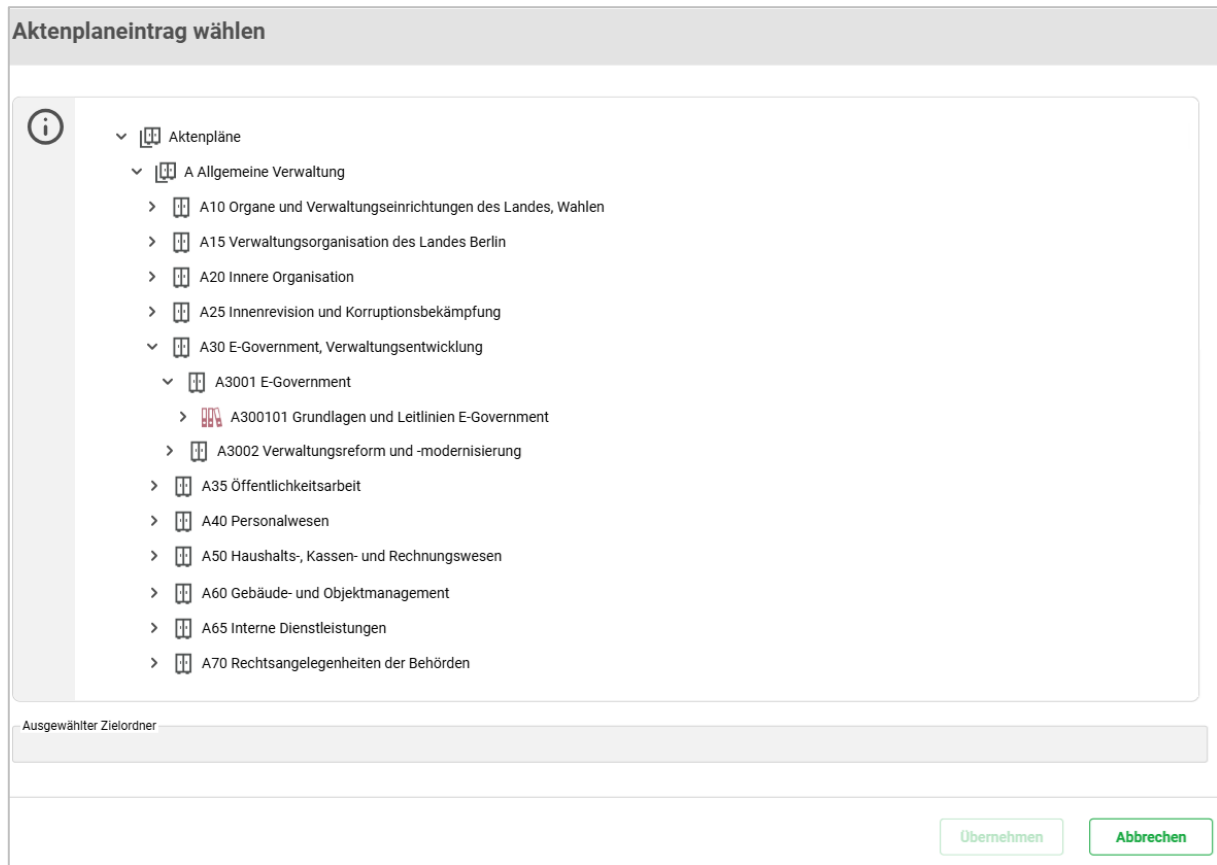 Aktenplaneintrag wählen
Aktenpläne
A Allgemeine Verwaltung
A10 Organe und Verwaltungseinrichtungen des Landes, Wahlen
A15 Verwaltungsorganisation des Landes Berlin
A20 Innere Organisation
A25 Innenrevision und Korruptionsbekämpfung
A30 E-Government, Verwaltungsentwicklung
A3001 E-Government
A300101 Grundlagen und Leitlinien E-Government
A3002 Verwaltungsreform und -modernisierung
A35 Öffentlichkeitsarbeit
A40 Personalwesen
A50 Haushalts-, Kassen- und Rechnungswesen
A60 Gebäude- und Objektmanagement
A65 Interne Dienstleistungen
A70 Rechtsangelegenheiten der Behörden
Ausgewählter Zielordner
Übernehmen Abbrechen